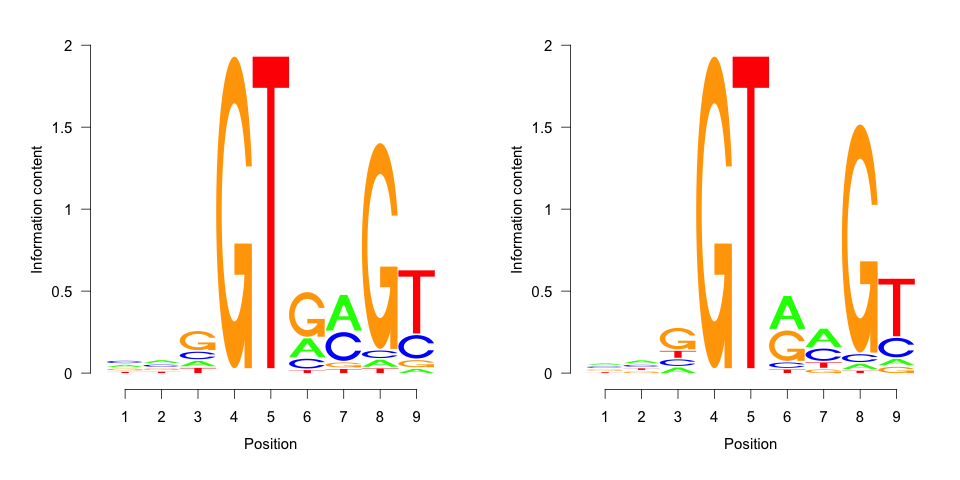 Information content
2
1.5
1
0.5
0
G T G A G T
G C A C C C
A A G A G
T T T T A
1 2 3 4 5 6 7 8 9
Position
Information content
2
1.5
1
0.5
0
G T A A G T
G T G C C C
C C T A A
A T G T G
1 2 3 4 5 6 7 8 9
Position